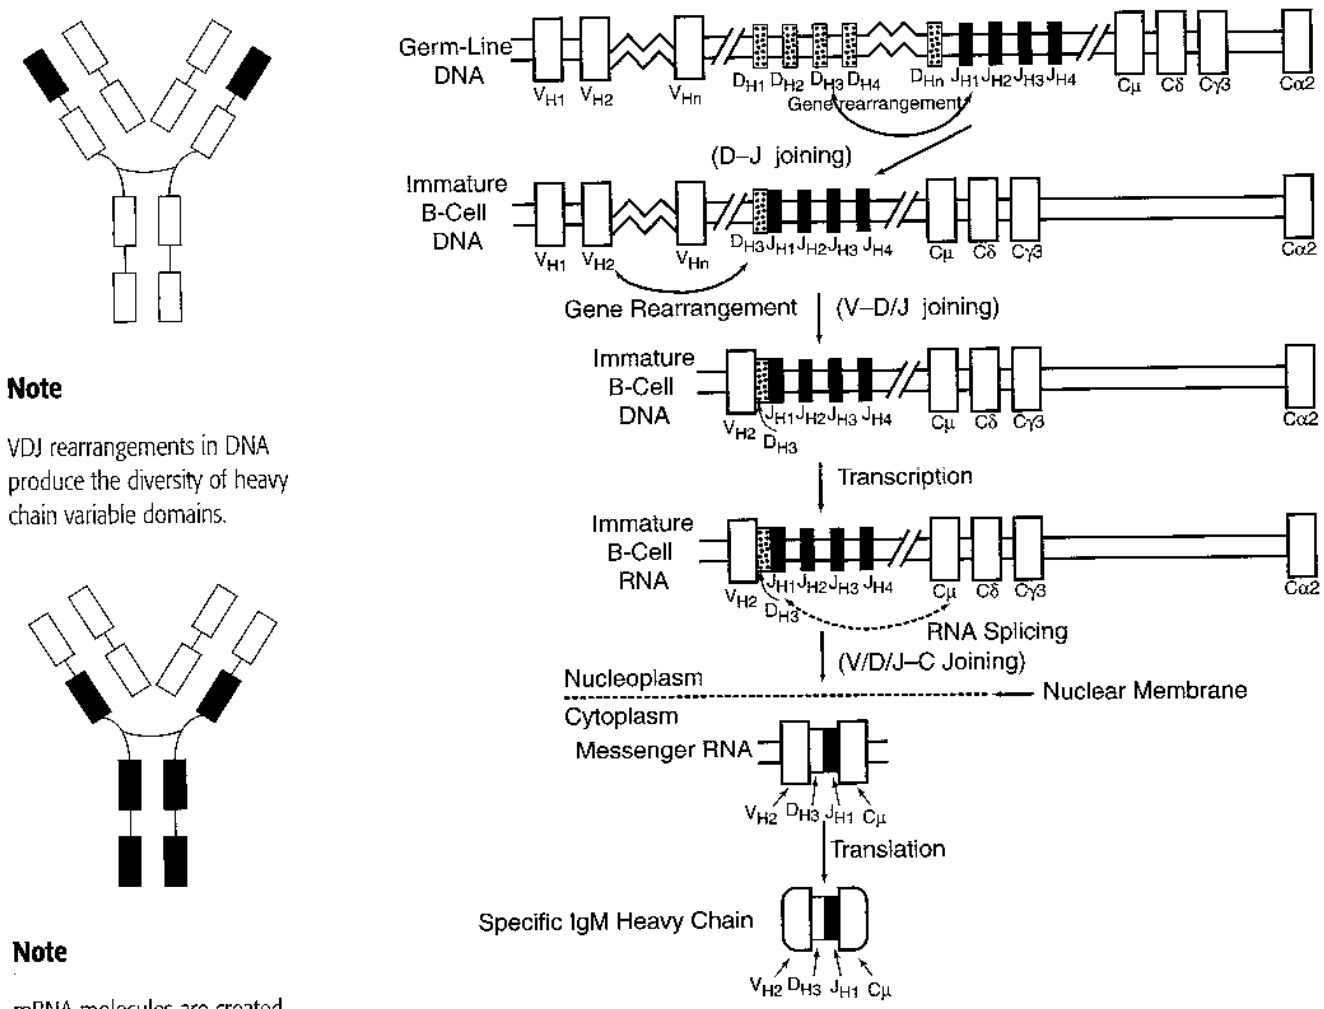 Germ-Line
DNA
VH1 VH2 VHn DH1 DH2 DH3 DH4 DHn JH1 JH2 JH3 JH4 Cμ Cδ Cγ3 Cα2
Gene rearrangement
(D–J joining)
Immature
B-Cell
DNA
VH1 VH2 VHn DH3 JH1 JH2 JH3 JH4 Cμ Cδ Cγ3 Cα2
Gene Rearrangement (V–D/J joining)
Immature
B-Cell
DNA
VH2 DH3 JH1 JH2 JH3 JH4 Cμ Cδ Cγ3 Cα2
Transcription
Immature
B-Cell
RNA
VH2 DH3 JH1 JH2 JH3 JH4 Cμ Cδ Cγ3 Cα2
RNA Splicing
(V/D/J–C Joining)
Nucleoplasm
Nuclear Membrane
Cytoplasm
Messenger RNA
VH2 DH3 JH1 Cμ
Translation
Specific IgM Heavy Chain
VH2 DH3 JH1 Cμ
Note
VDJ rearrangements in DNA
produce the diversity of heavy
chain variable domains.
Note
mRNA molecules are created